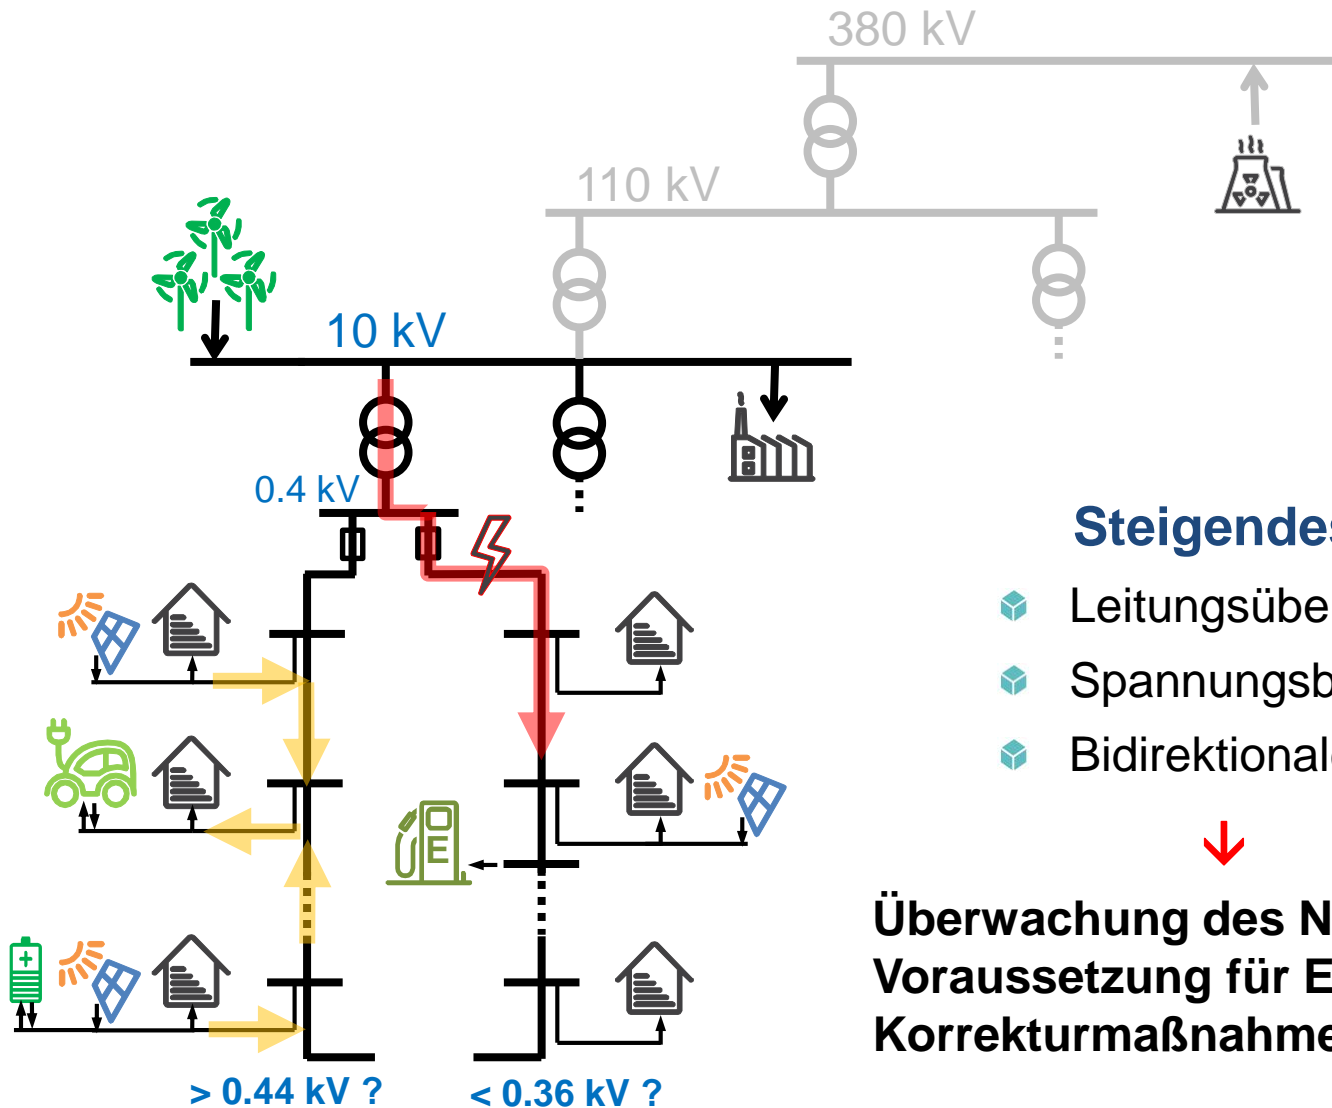 380 kV
110 kV
10 kV
0.4 kV
Steigendes
Leitungsübe
Spannungsb
Bidirektional
E
Überwachung des N
Voraussetzung für E
Korrekturmaßnahme
> 0.44 kV ?
< 0.36 kV ?